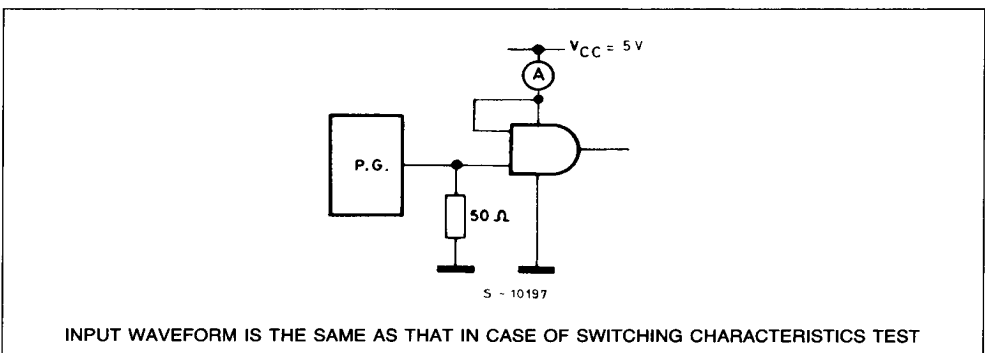 VCC = 5 V
A
P.G.
50 Ω
S - 10197
INPUT WAVEFORM IS THE SAME AS THAT IN CASE OF SWITCHING CHARACTERISTICS TEST